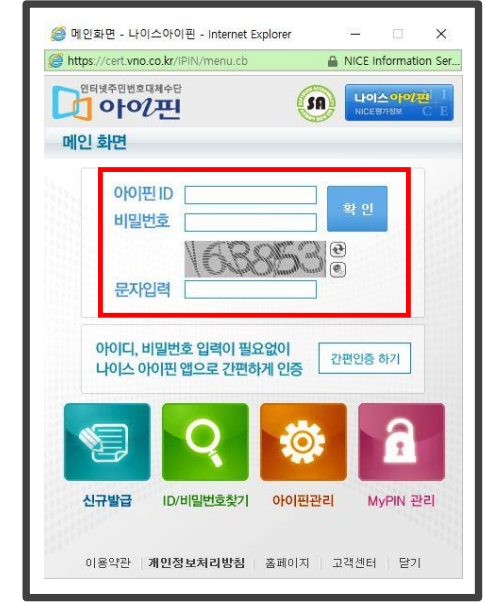 메인화면 - 나이스아이핀 - Internet Explorer
https://cert.vno.co.kr/IPIN/menu.cb
NICE Information Ser...
인터넷주민번호대체수단
아이핀
SA
나이스아이핀
NICE평가정보
메인 화면
아이핀 ID
비밀번호
확 인
163853
문자입력
아이디, 비밀번호 입력이 필요없이
나이스 아이핀 앱으로 간편하게 인증
간편인증 하기
신규발급
ID/비밀번호찾기
아이핀관리
MyPIN 관리
이용약관
개인정보처리방침
홈페이지
고객센터
닫기